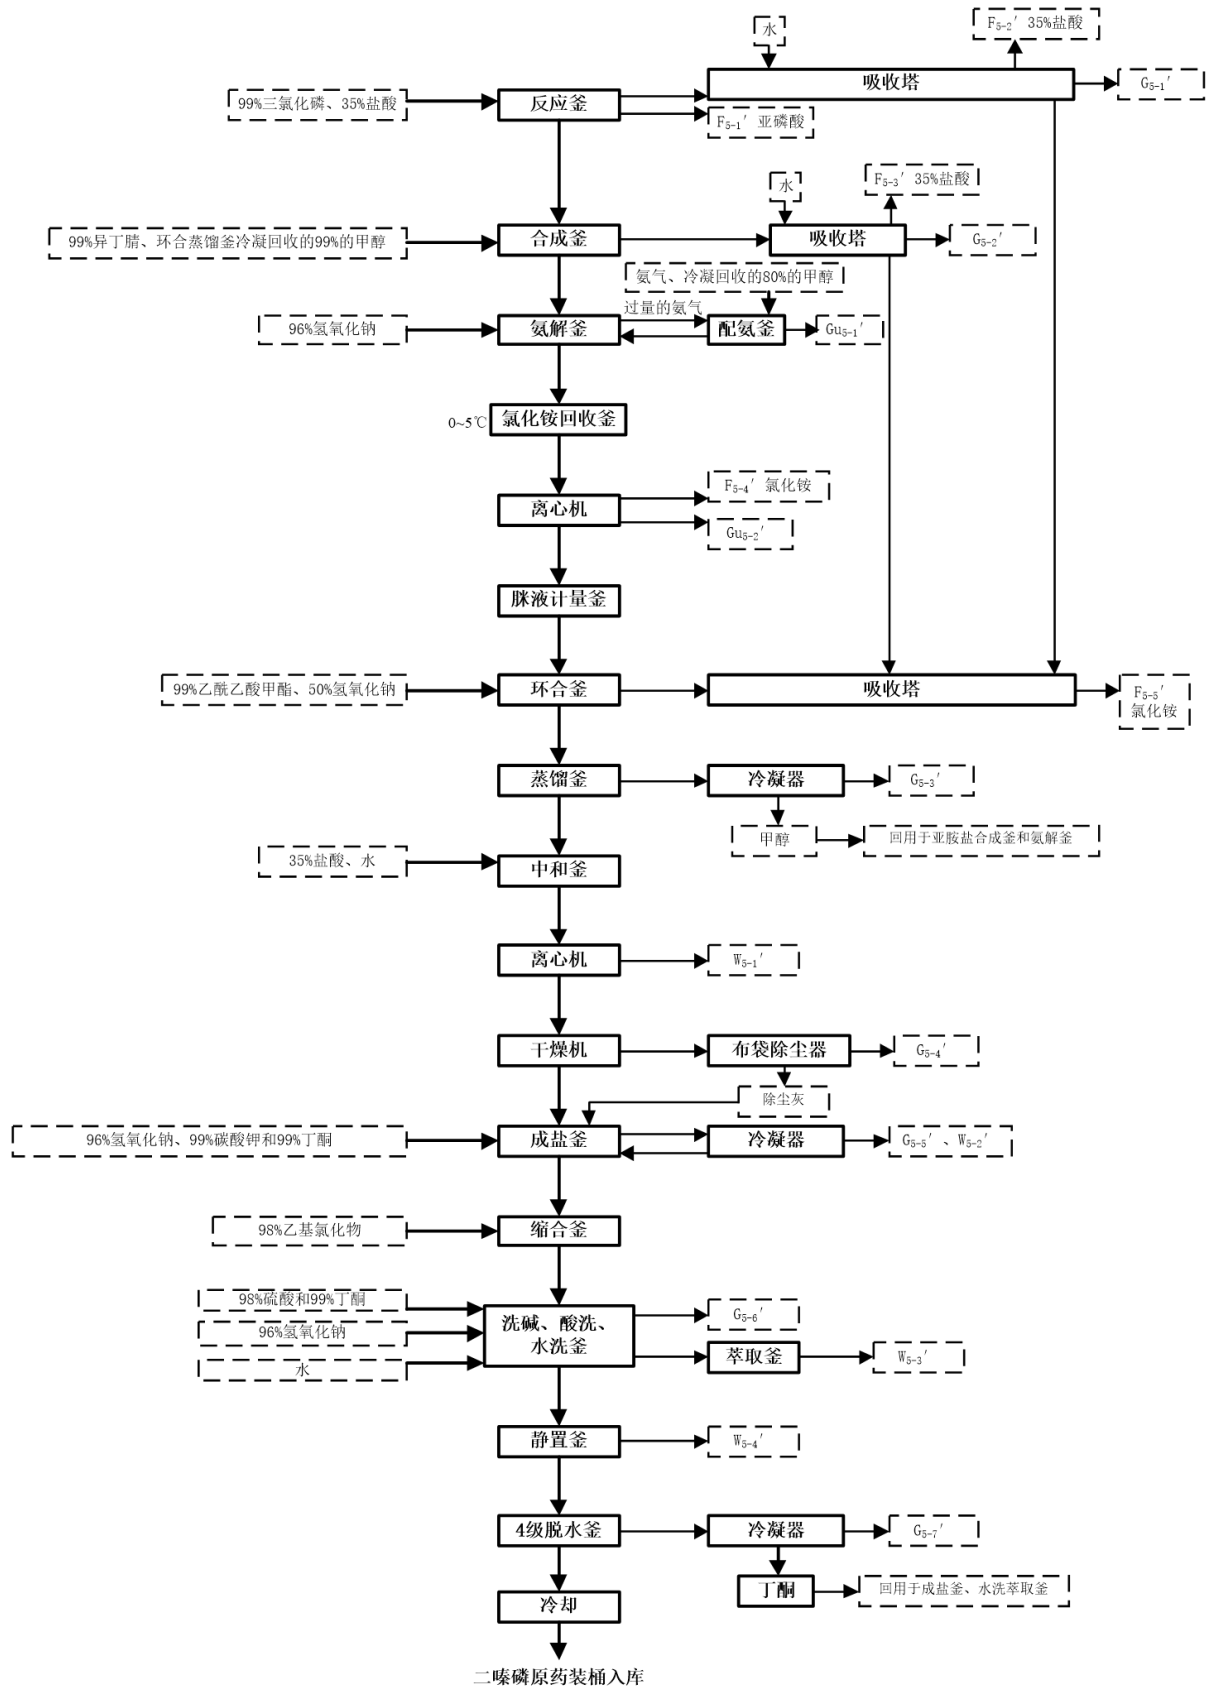 水
F5-2′ 35%盐酸
99%三氯化磷、35%盐酸
反应釜
吸收塔
G5-1′
F5-1′ 亚磷酸
水
F5-3′ 35%盐酸
99%异丁腈、环合蒸馏釜冷凝回收的99%的甲醇
合成釜
吸收塔
G5-2′
氨气、冷凝回收的80%的甲醇
过量的氨气
96%氢氧化钠
氨解釜
配氨釜
Gu5-1′
0~5℃
氯化铵回收釜
离心机
F5-4′ 氯化铵
Gu5-2′
脒液计量釜
99%乙酰乙酸甲酯、50%氢氧化钠
环合釜
吸收塔
F5-5′
氯化铵
蒸馏釜
冷凝器
G5-3′
甲醇
回用于亚胺盐合成釜和氨解釜
35%盐酸、水
中和釜
离心机
W5-1′
干燥机
布袋除尘器
G5-4′
除尘灰
96%氢氧化钠、99%碳酸钾和99%丁酮
成盐釜
冷凝器
G5-5′、W5-2′
98%乙基氯化物
缩合釜
98%硫酸和99%丁酮
96%氢氧化钠
水
洗碱、酸洗、
水洗釜
G5-6′
萃取釜
W5-3′
静置釜
W5-4′
4级脱水釜
冷凝器
G5-7′
丁酮
回用于成盐釜、水洗萃取釜
冷却
二嗪磷原药装桶入库